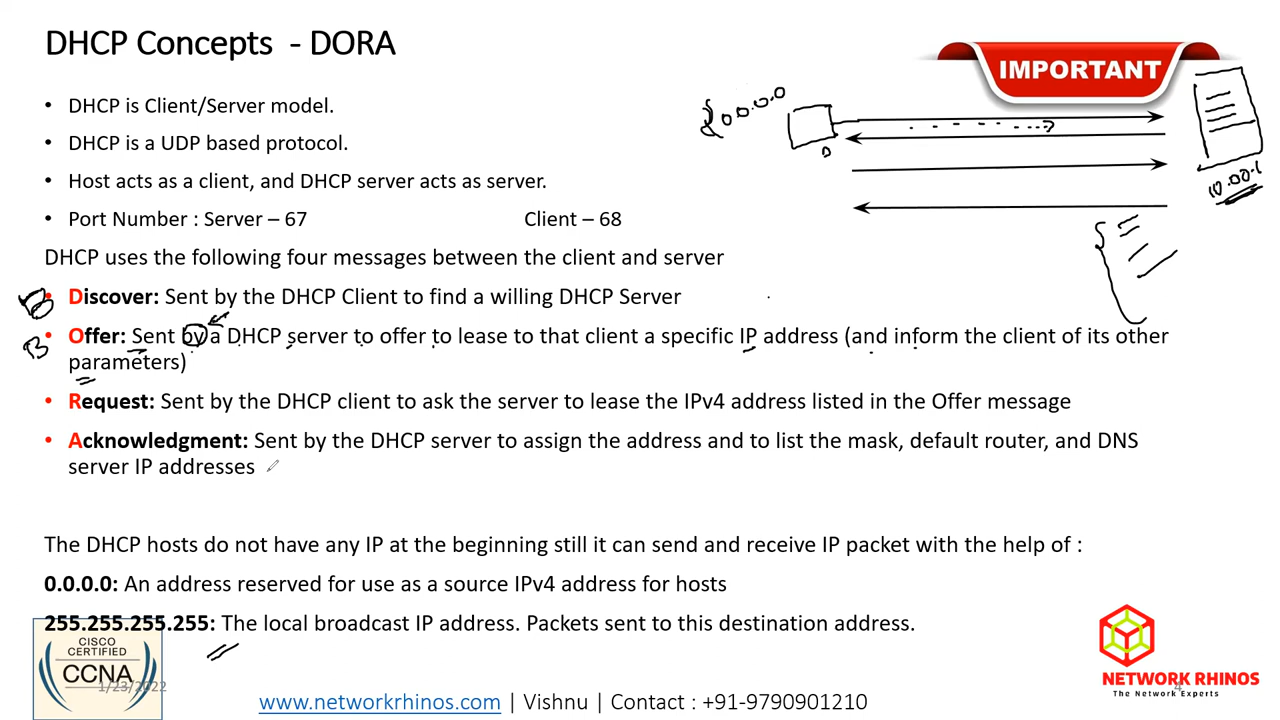 DHCP Concepts - DORA
IMPORTANT
0.0.0.0
• DHCP is Client/Server model.
• DHCP is a UDP based protocol.
• Host acts as a client, and DHCP server acts as server.
• Port Number : Server – 67 Client – 68
DHCP uses the following four messages between the client and server
• Discover: Sent by the DHCP Client to find a willing DHCP Server
• Offer: Sent by a DHCP server to offer to lease to that client a specific IP address (and inform the client of its other
parameters)
• Request: Sent by the DHCP client to ask the server to lease the IPv4 address listed in the Offer message
• Acknowledgment: Sent by the DHCP server to assign the address and to list the mask, default router, and DNS
server IP addresses
The DHCP hosts do not have any IP at the beginning still it can send and receive IP packet with the help of :
0.0.0.0: An address reserved for use as a source IPv4 address for hosts
255.255.255.255: The local broadcast IP address. Packets sent to this destination address.
CISCO
CERTIFIED
CCNA
1/23/2022
www.networkrhinos.com | Vishnu | Contact : +91-9790901210
4
NETWORK RHINOS
The Network Experts